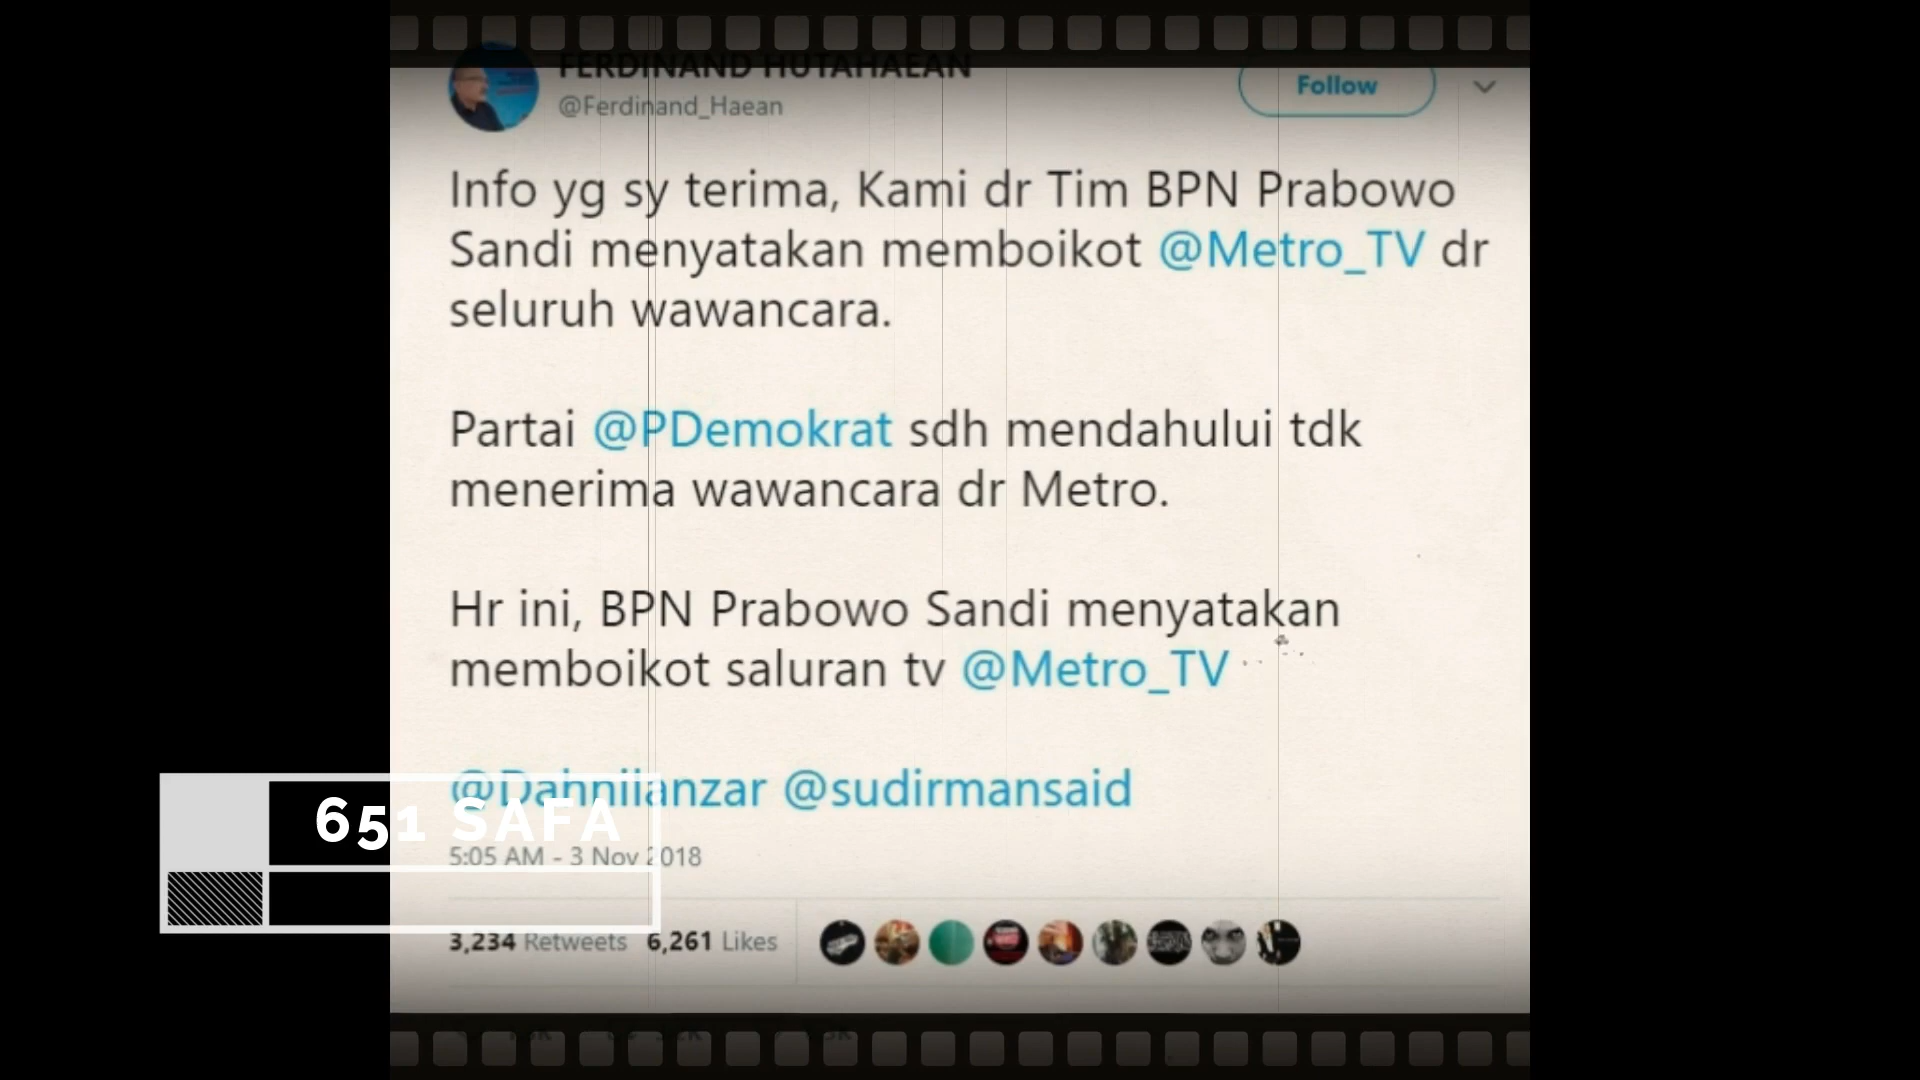 FERDINAND HUTAHAEAN
@Ferdinand_Haean
Follow
Info yg sy terima, Kami dr Tim BPN Prabowo
Sandi menyatakan memboikot @Metro_TV dr
seluruh wawancara.
Partai @PDemokrat sdh mendahului tdk
menerima wawancara dr Metro.
Hr ini, BPN Prabowo Sandi menyatakan
memboikot saluran tv @Metro_TV
@Dahnilanzar @sudirmansaid
651 SAFA
5:05 AM - 3 Nov 2018
3,234 Retweets 6,261 Likes